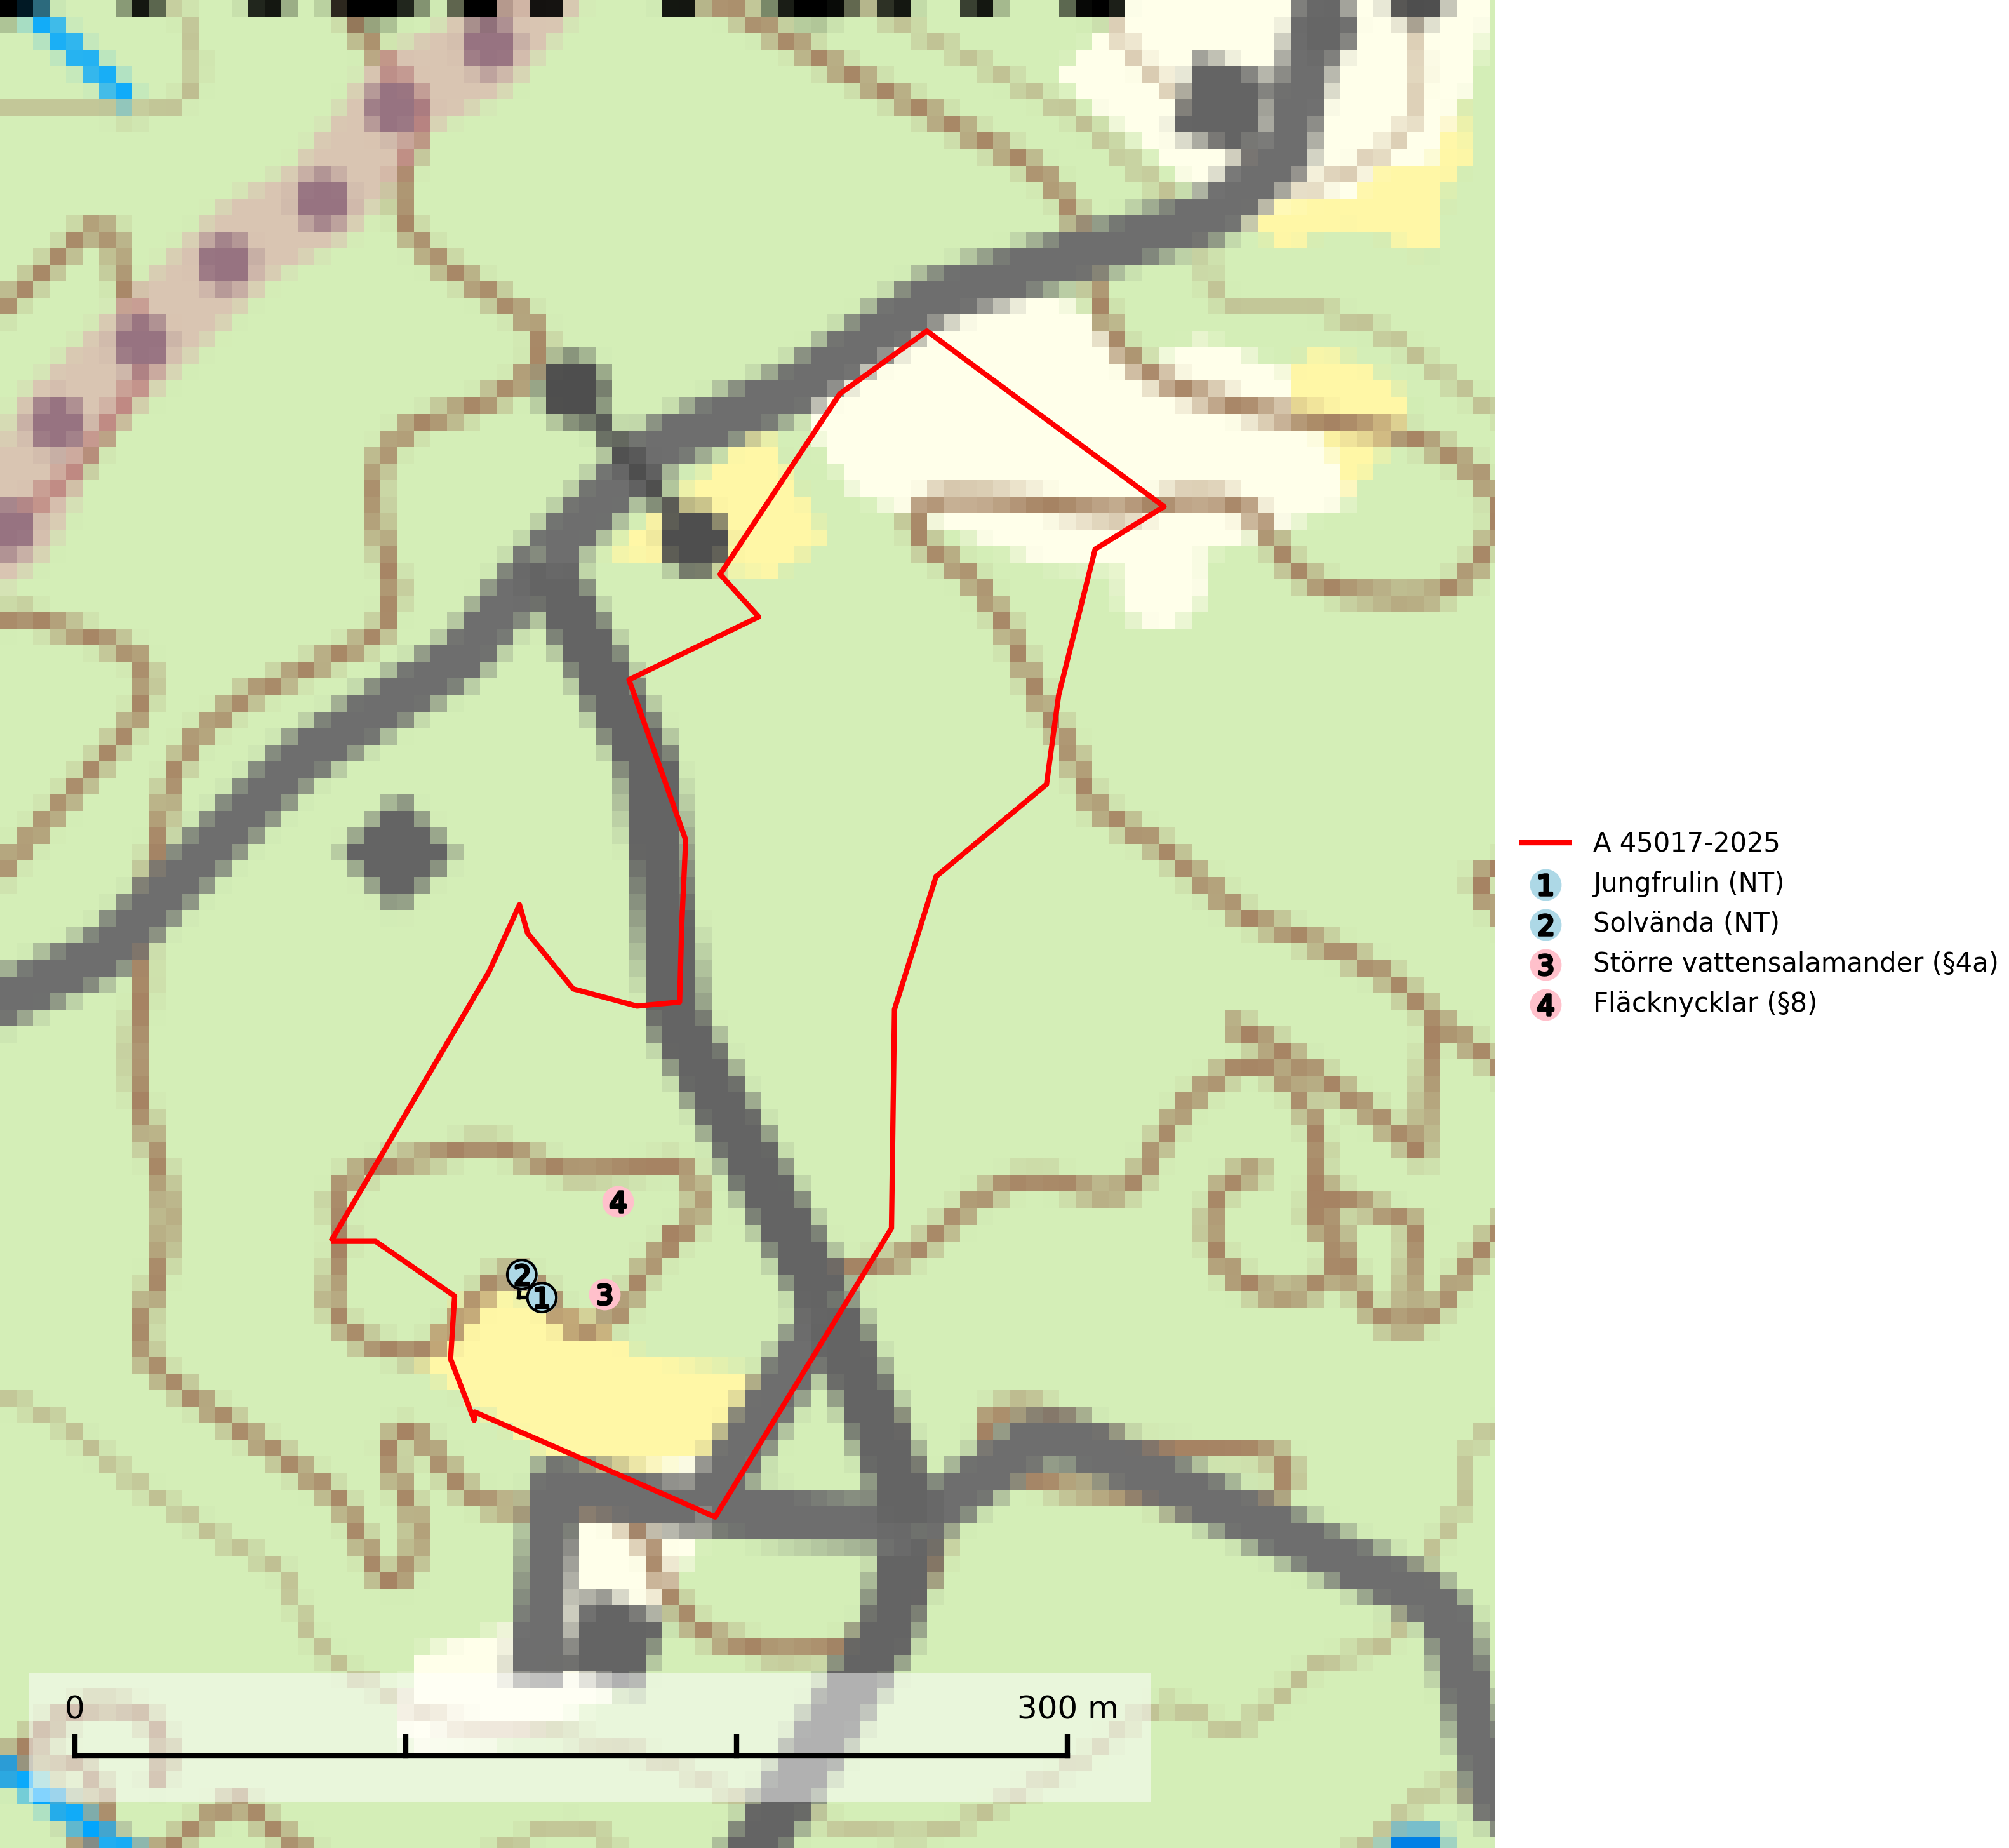 A 45017-2025
1 Jungfrulin (NT)
2 Solvända (NT)
3 Större vattensalamander (§4a)
4 Fläcknycklar (§8)
4
2
1
3
0
300 m